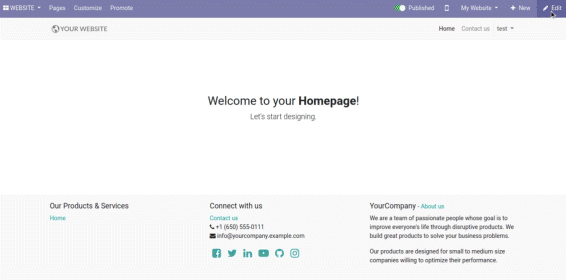 WEBSITE Pages Customize Promote Published My Website New Edit
YOUR WEBSITE Home Contact us test
Welcome to your Homepage!
Let's start designing.
Our Products & Services
Home
Connect with us
Contact us
+1 (650) 555-0111
info@yourcompany.example.com
YourCompany - About us
We are a team of passionate people whose goal is to
improve everyone's life through disruptive products. We
build great products to solve your business problems.
Our products are designed for small to medium size
companies willing to optimize their performance.